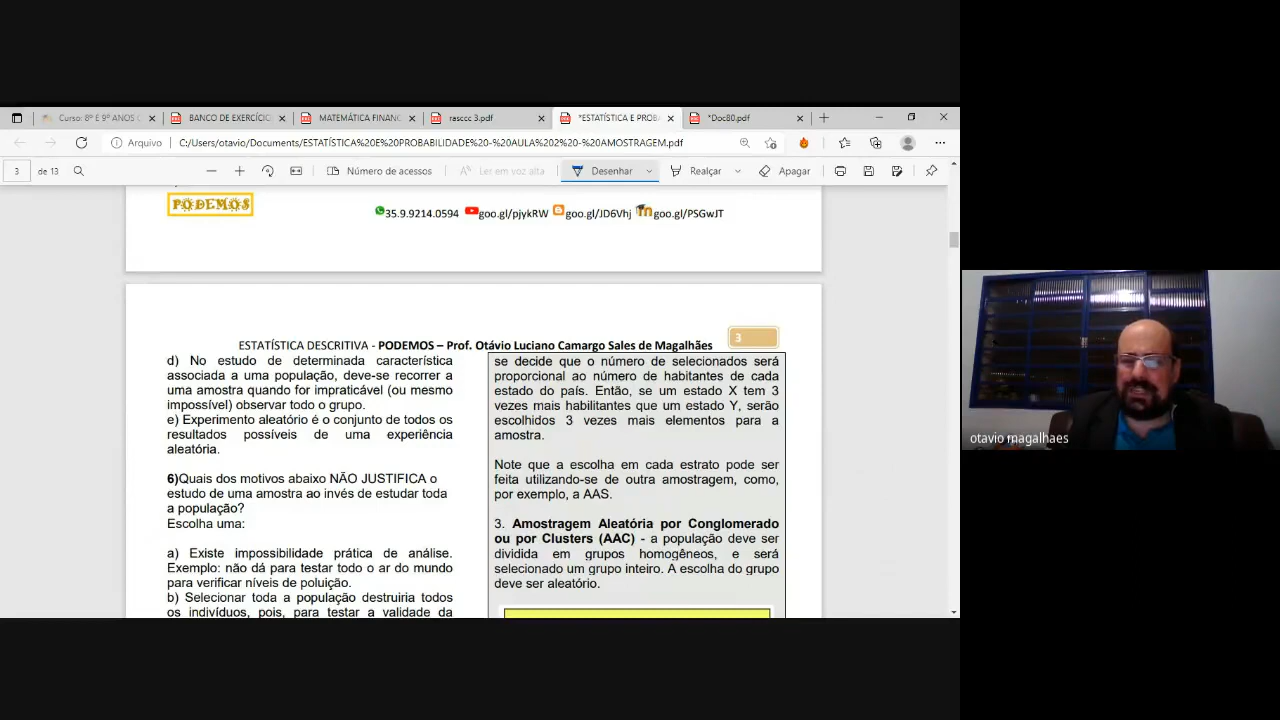 Curso: 8º E 9º ANOS (
BANCO DE EXERCÍCIO
MATEMÁTICA FINANC
rasccc 3.pdf
*ESTATÍSTICA E PROB
*Doc80.pdf
Arquivo
C:/Users/otavio/Documents/ESTATÍSTICA%20E%20PROBABILIDADE%20-%20AULA%202%20-%20AMOSTRAGEM.pdf
3
de 13
Número de acessos
Ler em voz alta
Desenhar
Realçar
Apagar
PODEMOS
35.9.9214.0594 goo.gl/pjykRW goo.gl/JD6Vhj goo.gl/PSGwJT
ESTATÍSTICA DESCRITIVA - PODEMOS – Prof. Otávio Luciano Camargo Sales de Magalhães
3
d) No estudo de determinada característica
associada a uma população, deve-se recorrer a
uma amostra quando for impraticável (ou mesmo
impossível) observar todo o grupo.
e) Experimento aleatório é o conjunto de todos os
resultados possíveis de uma experiência
aleatória.
6)Quais dos motivos abaixo NÃO JUSTIFICA o
estudo de uma amostra ao invés de estudar toda
a população?
Escolha uma:
a) Existe impossibilidade prática de análise.
Exemplo: não dá para testar todo o ar do mundo
para verificar níveis de poluição.
b) Selecionar toda a população destruiria todos
os indivíduos, pois, para testar a validade da
se decide que o número de selecionados será
proporcional ao número de habitantes de cada
estado do país. Então, se um estado X tem 3
vezes mais habilitantes que um estado Y, serão
escolhidos 3 vezes mais elementos para a
amostra.
Note que a escolha em cada estrato pode ser
feita utilizando-se de outra amostragem, como,
por exemplo, a AAS.
3. Amostragem Aleatória por Conglomerado
ou por Clusters (AAC) - a população deve ser
dividida em grupos homogêneos, e será
selecionado um grupo inteiro. A escolha do grupo
deve ser aleatório.
otavio magalhaes